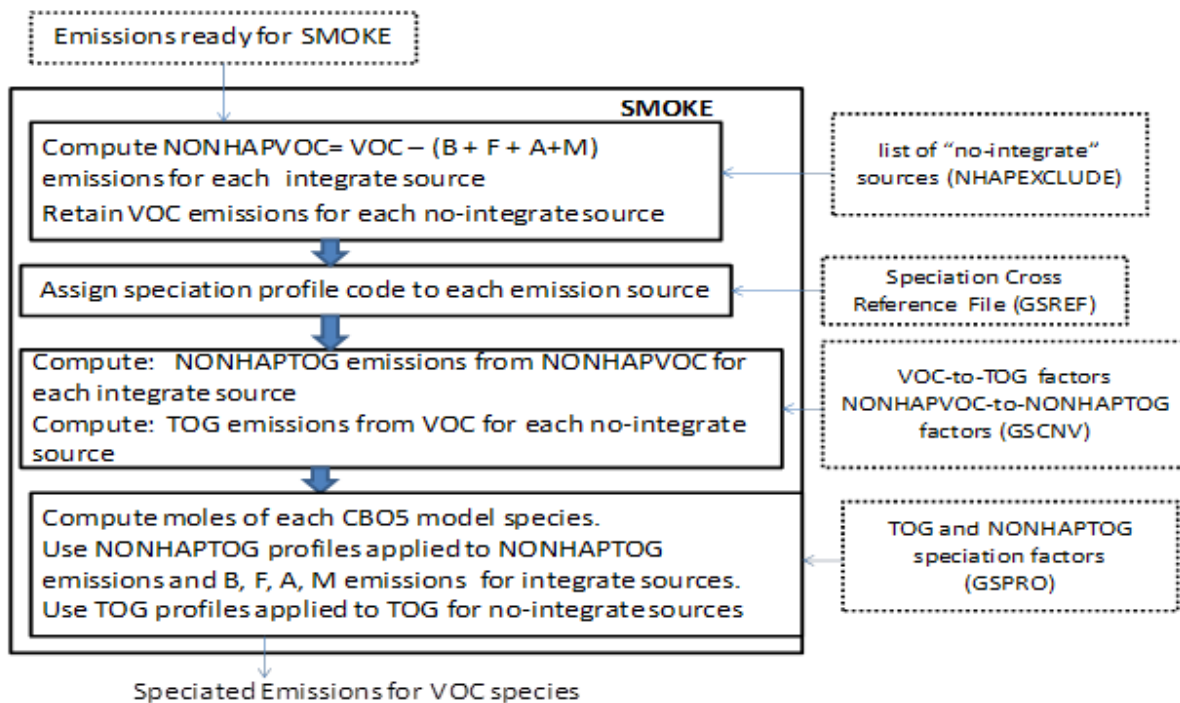 Emissions ready for SMOKE
SMOKE
Compute NONHAPVOC= VOC – (B + F + A+M)
emissions for each integrate source
Retain VOC emissions for each no-integrate source
list of "no-integrate"
sources (NHAPEXCLUDE)
Assign speciation profile code to each emission source
Speciation Cross
Reference File (GSREF)
Compute: NONHAPTOG emissions from NONHAPVOC for
each integrate source
Compute: TOG emissions from VOC for each no-integrate
source
VOC-to-TOG factors
NONHAPVOC-to-NONHAPTOG
factors (GSCNV)
Compute moles of each CBO5 model species.
Use NONHAPTOG profiles applied to NONHAPTOG
emissions and B, F, A, M emissions for integrate sources.
Use TOG profiles applied to TOG for no-integrate sources
TOG and NONHAPTOG
speciation factors
(GSPRO)
Speciated Emissions for VOC species